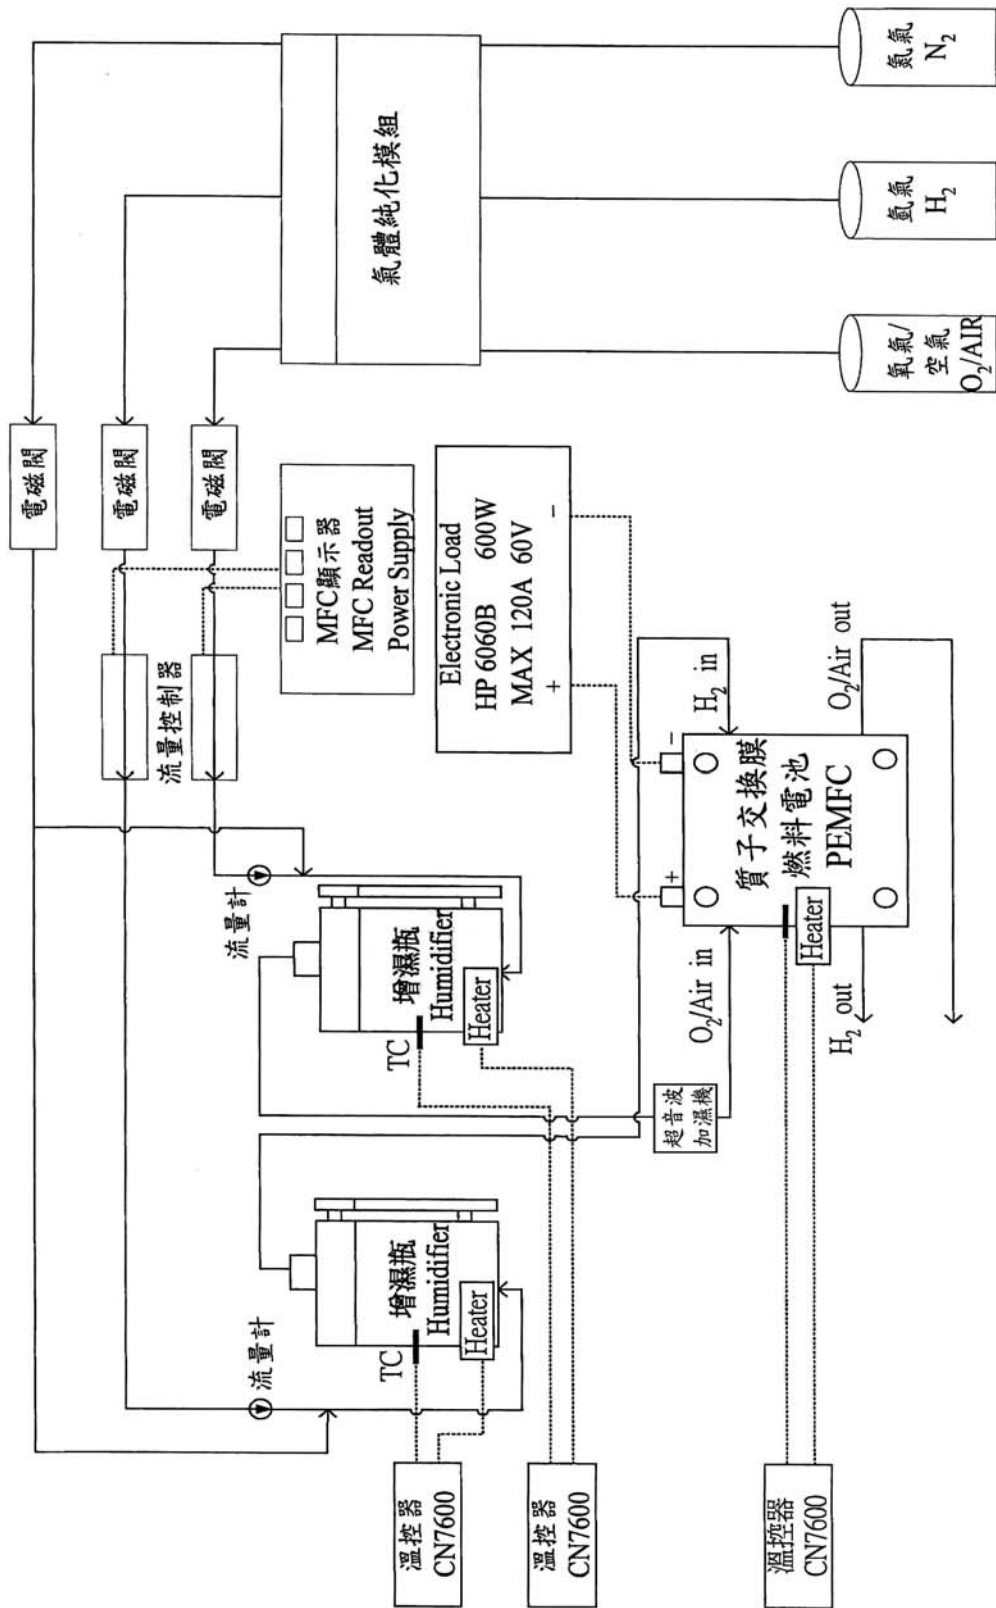 氮氣
N₂
氫氣
H₂
氧氣/
空氣
O₂/AIR
氣體純化模組
電磁閥
電磁閥
電磁閥
MFC顯示器
MFC Readout
Power Supply
Electronic Load
HP 6060B 600W
MAX 120A 60V
+ −
流量控制器
流量計
增濕瓶
Humidifier
TC
Heater
流量計
增濕瓶
Humidifier
TC
Heater
超音波
加濕機
O₂/Air in
H₂ in
+ −
質子交換膜
燃料電池
PEMFC
Heater
H₂ out
O₂/Air out
溫控器
CN7600
溫控器
CN7600
溫控器
CN7600